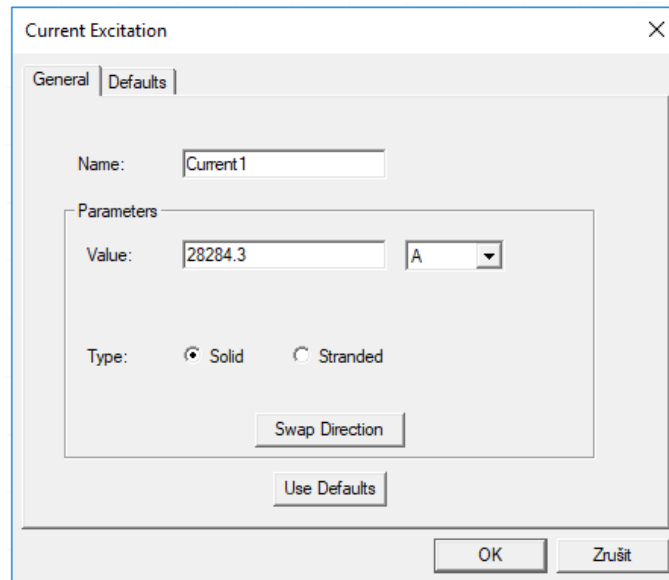 Current Excitation
General Defaults
Name: Current1
Parameters
Value: 28284.3 A
Type: Solid Stranded
Swap Direction
Use Defaults
OK Zrušit